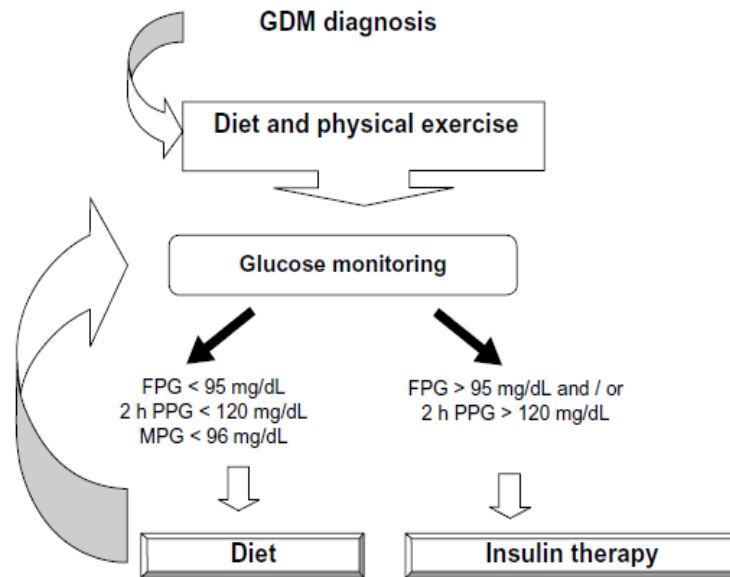 GDM diagnosis
Diet and physical exercise
Glucose monitoring
FPG < 95 mg/dL
2 h PPG < 120 mg/dL
MPG < 96 mg/dL
FPG > 95 mg/dL and / or
2 h PPG > 120 mg/dL
Diet
Insulin therapy